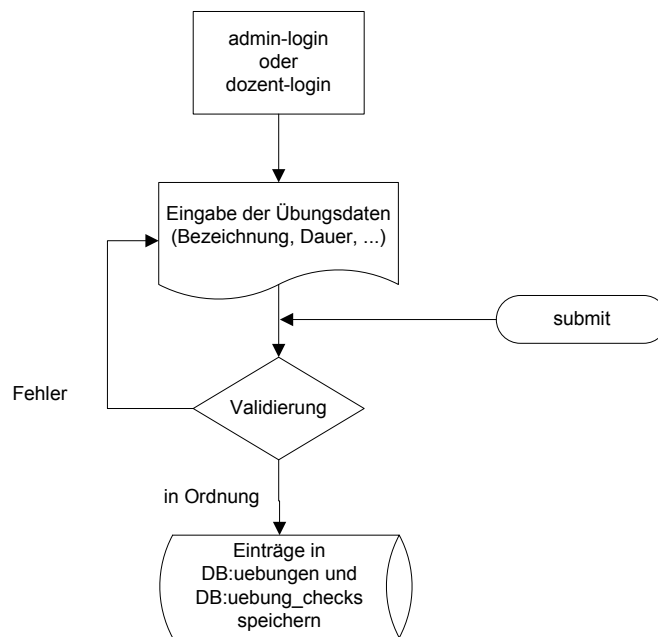 admin-login
oder
dozent-login
Eingabe der Übungsdaten
(Bezeichnung, Dauer, ...)
submit
Fehler
Validierung
in Ordnung
Einträge in
DB:uebungen und
DB:uebung_checks
speichern